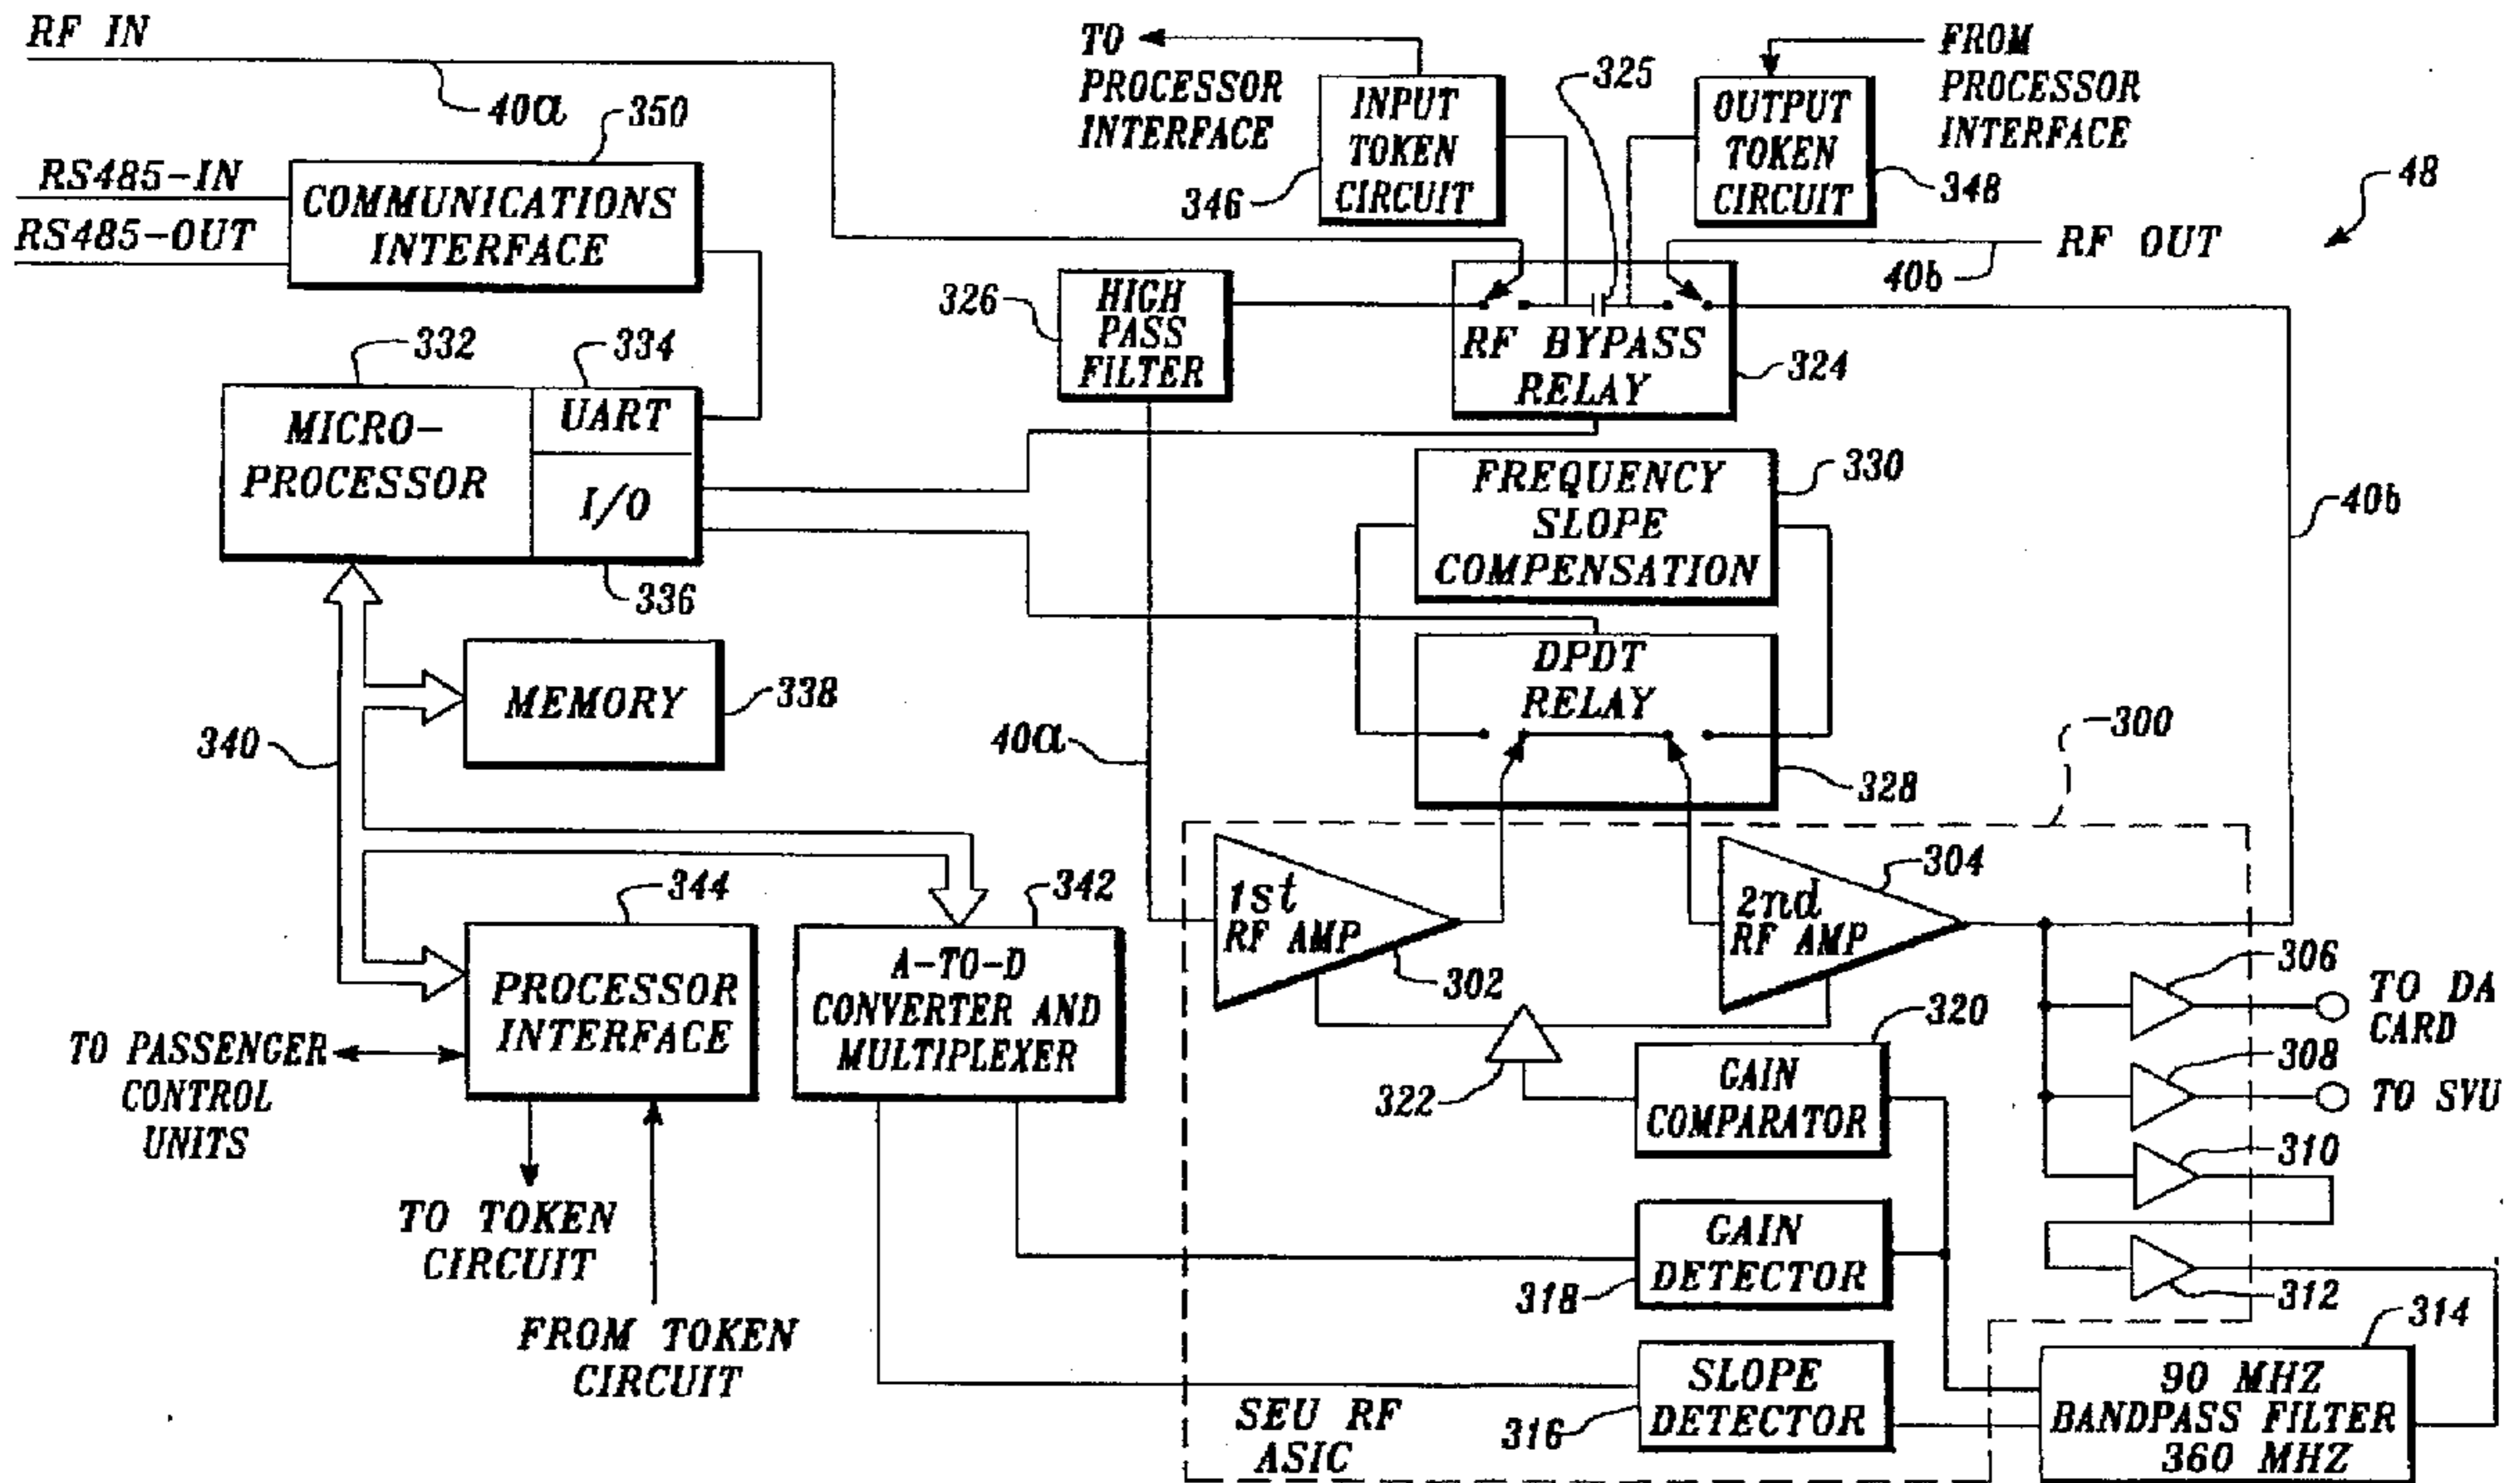 RF IN
40a
350
RS485-IN
RS485-OUT
COMMUNICATIONS
INTERFACE
TO
PROCESSOR
INTERFACE
INPUT
TOKEN
CIRCUIT
346
325
OUTPUT
TOKEN
CIRCUIT
348
FROM
PROCESSOR
INTERFACE
48
RF OUT
40b
326
HIGH
PASS
FILTER
RF BYPASS
RELAY
324
332
334
MICRO-
PROCESSOR
UART
I/O
336
FREQUENCY
SLOPE
COMPENSATION
330
40b
MEMORY
338
340
40a
DPDT
RELAY
328
300
344
342
PROCESSOR
INTERFACE
A-TO-D
CONVERTER AND
MULTIPLEXER
1st
RF AMP
302
2nd
RF AMP
304
306
TO DA
CARD
308
TO SVU
310
312
314
TO PASSENGER
CONTROL
UNITS
TO TOKEN
CIRCUIT
FROM TOKEN
CIRCUIT
322
320
GAIN
COMPARATOR
GAIN
DETECTOR
318
SLOPE
DETECTOR
316
SEU RF
ASIC
90 MHZ
BANDPASS FILTER
360 MHZ